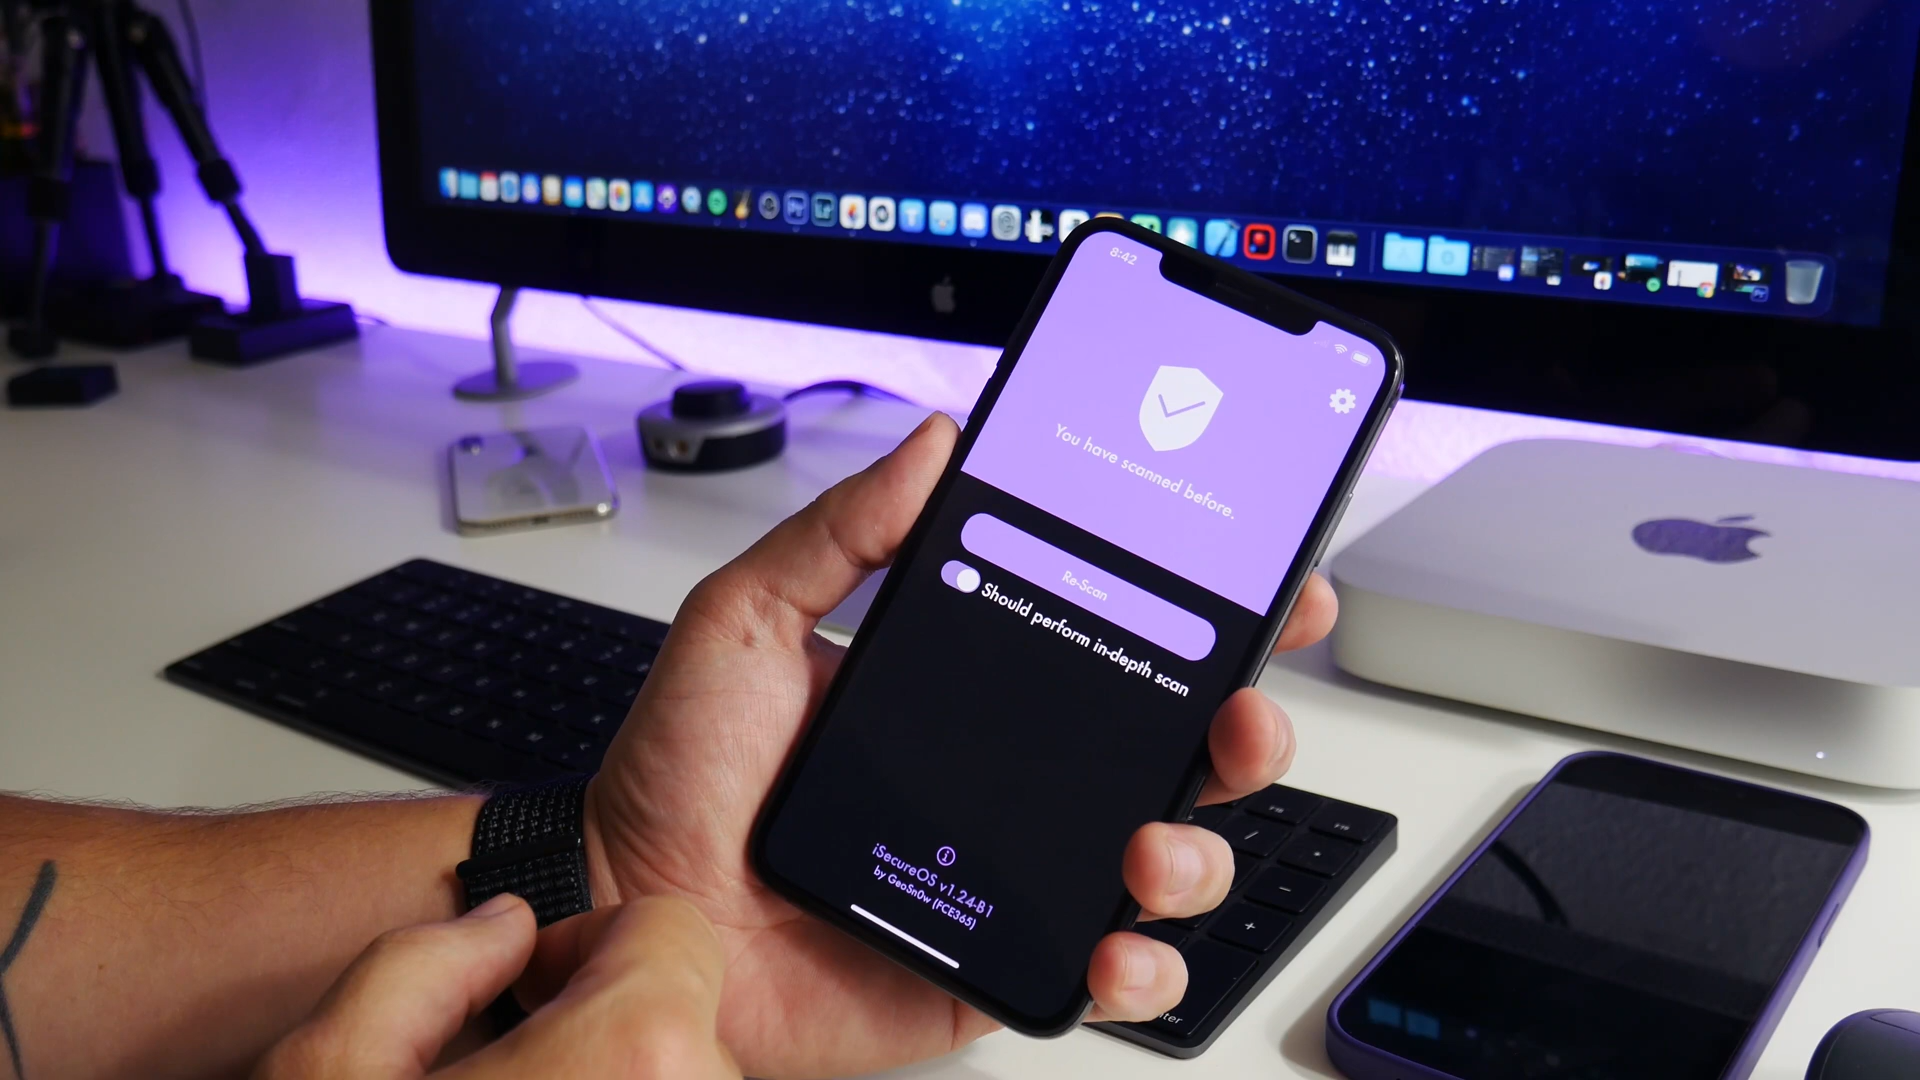 8:42
You have scanned before.
Re-Scan
Should perform in-depth scan
iSecureOS v1.24-B1
by GeoSn0w (FCE365)